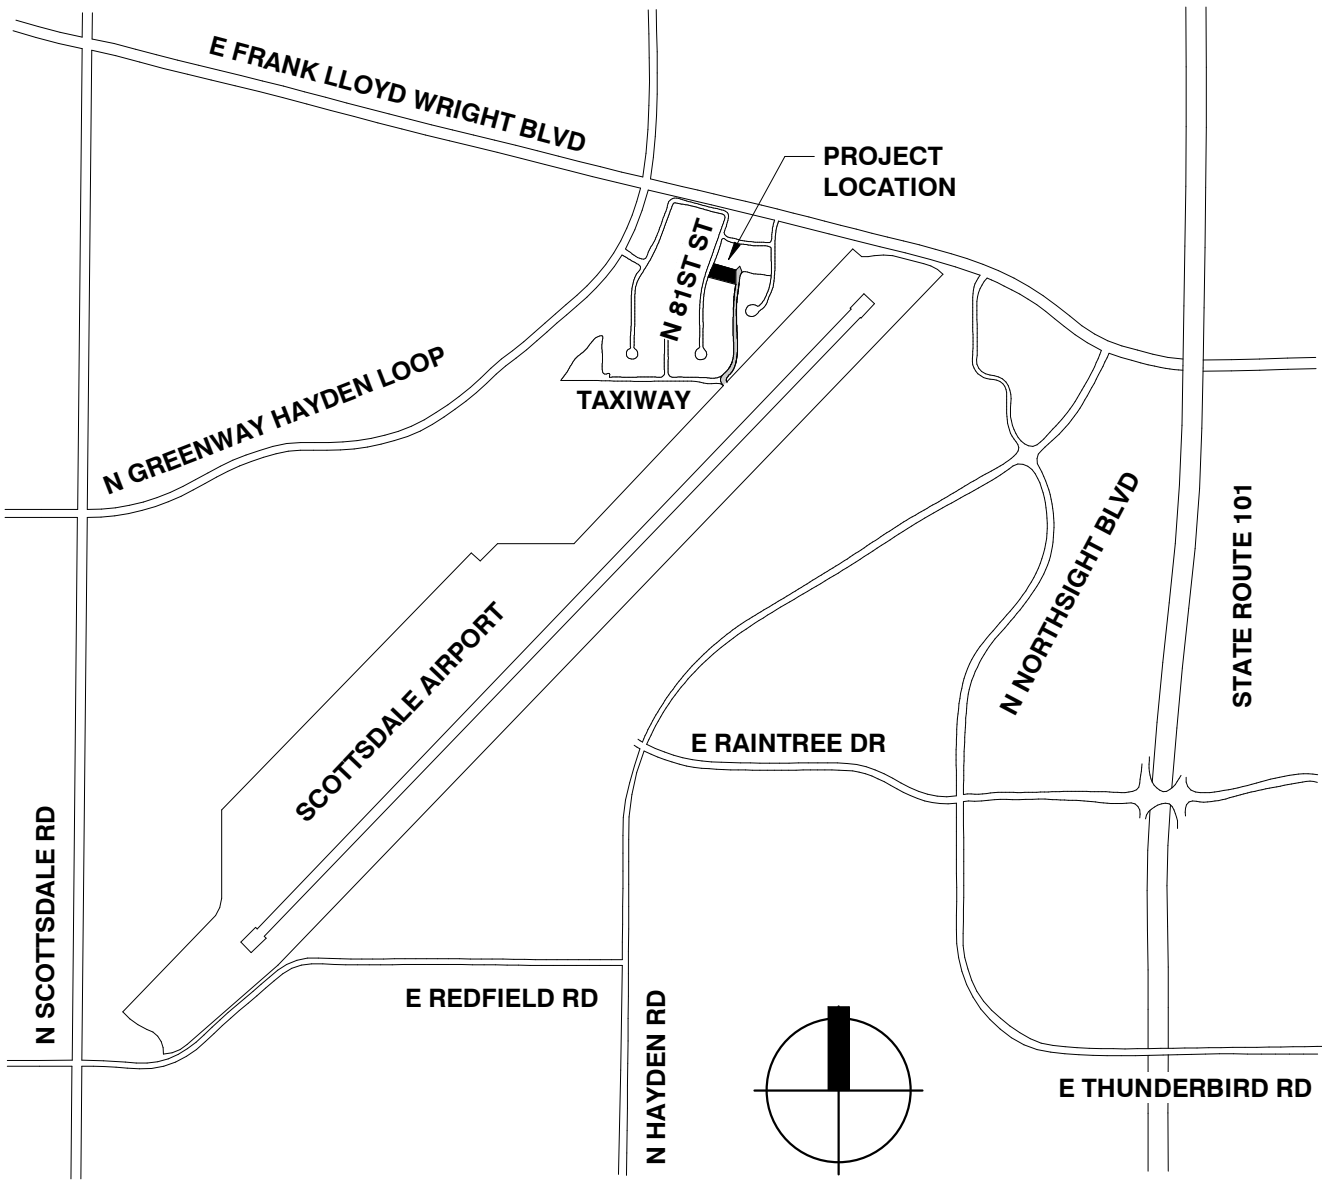 E FRANK LLOYD WRIGHT BLVD
PROJECT
LOCATION
N 81ST ST
N GREENWAY HAYDEN LOOP
TAXIWAY
N NORTHSIGHT BLVD
STATE ROUTE 101
SCOTTSDALE AIRPORT
E RAINTREE DR
N SCOTTSDALE RD
E REDFIELD RD
N HAYDEN RD
E THUNDERBIRD RD